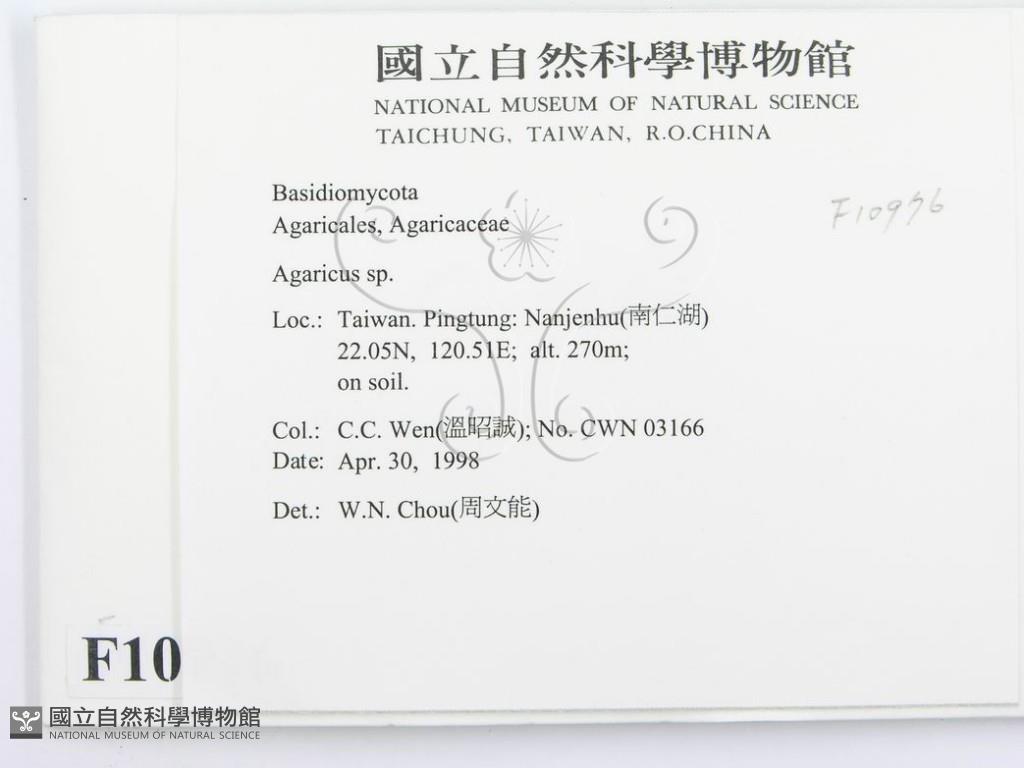 國立自然科學博物館
NATIONAL MUSEUM OF NATURAL SCIENCE
TAICHUNG, TAIWAN, R.O.CHINA
Basidiomycota
F10976
Agaricales, Agaricaceae
Agaricus sp.
Loc.: Taiwan. Pingtung: Nanjenhu(南仁湖)
22.05N, 120.51E; alt. 270m;
on soil.
Col.: C.C. Wen(溫昭誠); No. CWN 03166
Date: Apr. 30, 1998
Det.: W.N. Chou(周文能)
F10
國立自然科學博物館
NATIONAL MUSEUM OF NATURAL SCIENCE